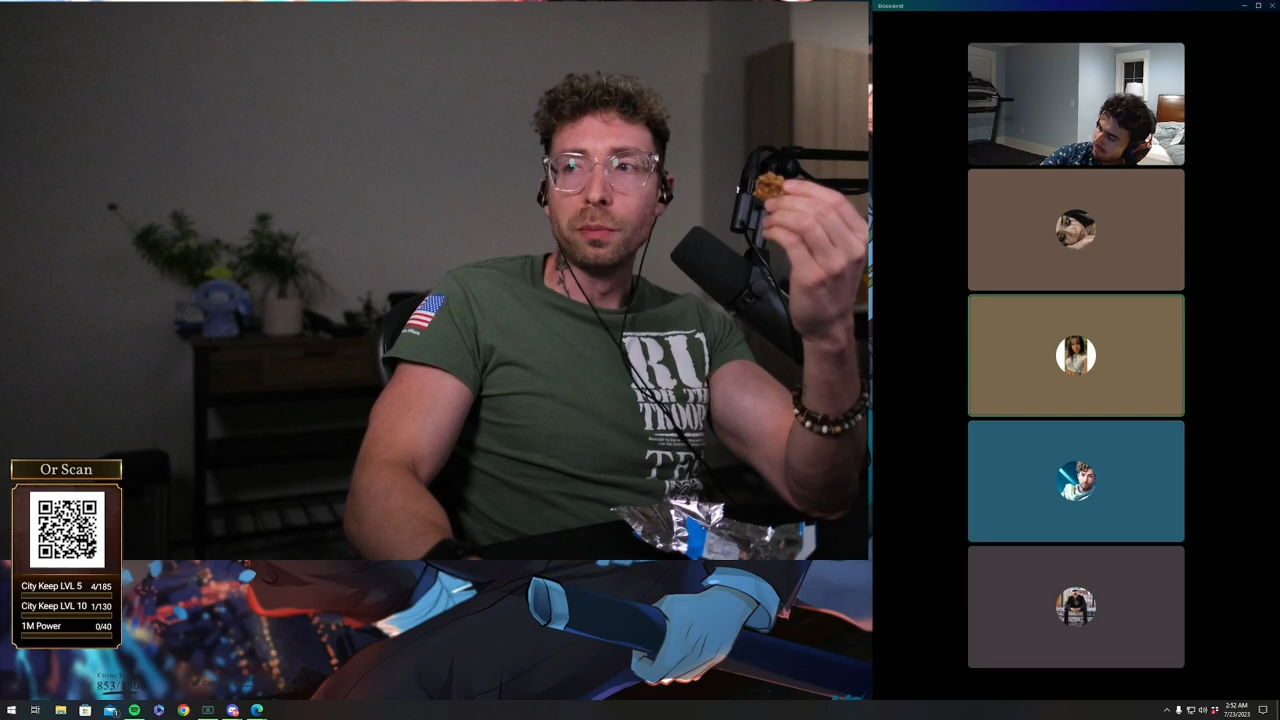 Discord
RU
FOR TH
TROOP
Or Scan
City Keep LVL 5 4/185
City Keep LVL 10 1/130
1M Power 0/40
2:52 AM
7/23/2023